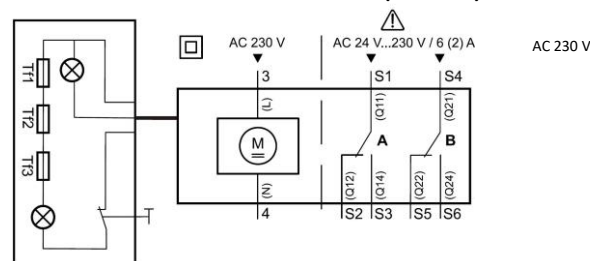 AC 230 V
AC 24 V...230 V / 6 (2) A
AC 230 V
3
S1
S4
Tf1
Tf2
Tf3
(L)
(Q11)
(Q21)
M
A
B
(N)
(Q12)
(Q14)
(Q22)
(Q24)
4
S2
S3
S5
S6